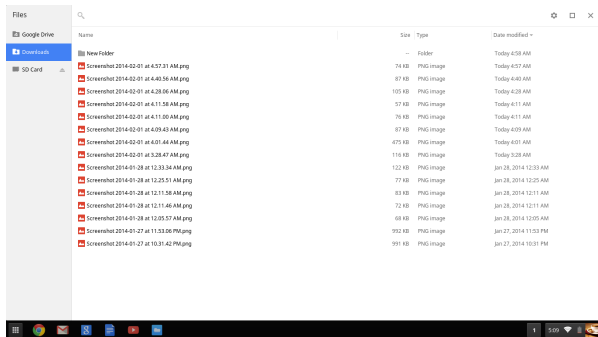 Files
Google Drive
Downloads
SD Card
Name Size Type Date modified
New Folder -- Folder Today 4:58 AM
Screenshot 2014-02-01 at 4.57.31 AM.png 74 KB PNG image Today 4:57 AM
Screenshot 2014-02-01 at 4.40.56 AM.png 87 KB PNG image Today 4:40 AM
Screenshot 2014-02-01 at 4.28.06 AM.png 105 KB PNG image Today 4:28 AM
Screenshot 2014-02-01 at 4.11.58 AM.png 57 KB PNG image Today 4:11 AM
Screenshot 2014-02-01 at 4.11.00 AM.png 76 KB PNG image Today 4:11 AM
Screenshot 2014-02-01 at 4.09.43 AM.png 87 KB PNG image Today 4:09 AM
Screenshot 2014-02-01 at 4.01.44 AM.png 475 KB PNG image Today 4:01 AM
Screenshot 2014-02-01 at 3.28.47 AM.png 116 KB PNG image Today 3:28 AM
Screenshot 2014-01-28 at 12.33.34 AM.png 122 KB PNG image Jan 28, 2014 12:33 AM
Screenshot 2014-01-28 at 12.25.51 AM.png 77 KB PNG image Jan 28, 2014 12:25 AM
Screenshot 2014-01-28 at 12.11.58 AM.png 83 KB PNG image Jan 28, 2014 12:11 AM
Screenshot 2014-01-28 at 12.11.46 AM.png 72 KB PNG image Jan 28, 2014 12:11 AM
Screenshot 2014-01-28 at 12.05.57 AM.png 68 KB PNG image Jan 28, 2014 12:05 AM
Screenshot 2014-01-27 at 11.53.06 PM.png 992 KB PNG image Jan 27, 2014 11:53 PM
Screenshot 2014-01-27 at 10.31.42 PM.png 991 KB PNG image Jan 27, 2014 10:31 PM
1 5:09